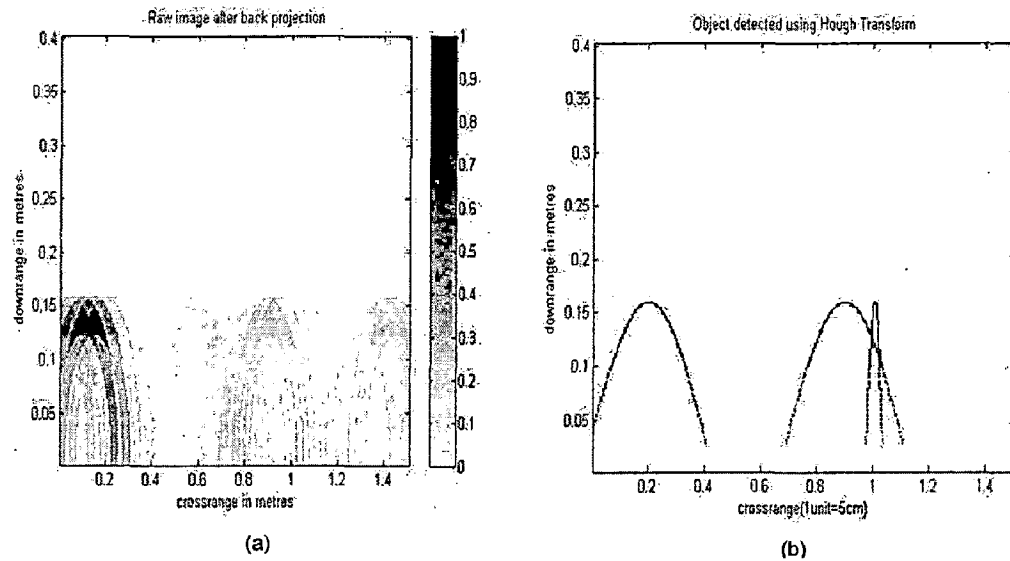 Raw image after back projection
0.4
0.35
0.3
0.25
0.2
0.15
0.1
0.05
downrange in metres
0.2 0.4 0.6 0.8 1 1.2 1.4
crossrange in metres
1
0.9
0.8
0.7
0.6
0.5
0.4
0.3
0.2
0.1
0
(a)
Object detected using Hough Transform
0.4
0.35
0.3
0.25
0.2
0.15
0.1
0.05
downrange in metres
0.2 0.4 0.6 0.8 1 1.2 1.4
crossrange(1unit=5cm)
(b)